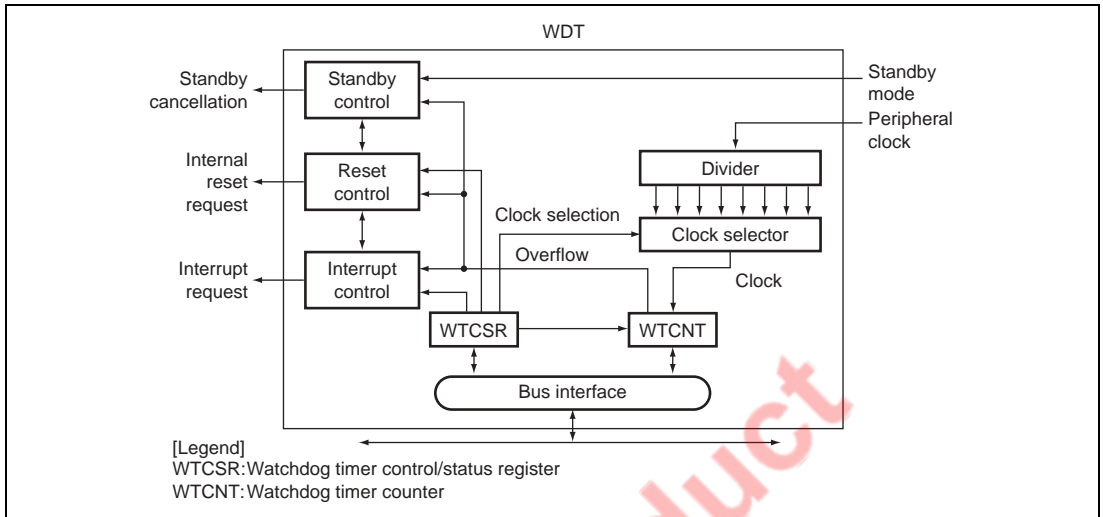 WDT
Standby
cancellation
Standby
control
Standby
mode
Peripheral
clock
Internal
reset
request
Reset
control
Divider
Clock selection
Clock selector
Overflow
Interrupt
request
Interrupt
control
Clock
WTCSR
WTCNT
Bus interface
[Legend]
WTCSR: Watchdog timer control/status register
WTCNT: Watchdog timer counter
duct